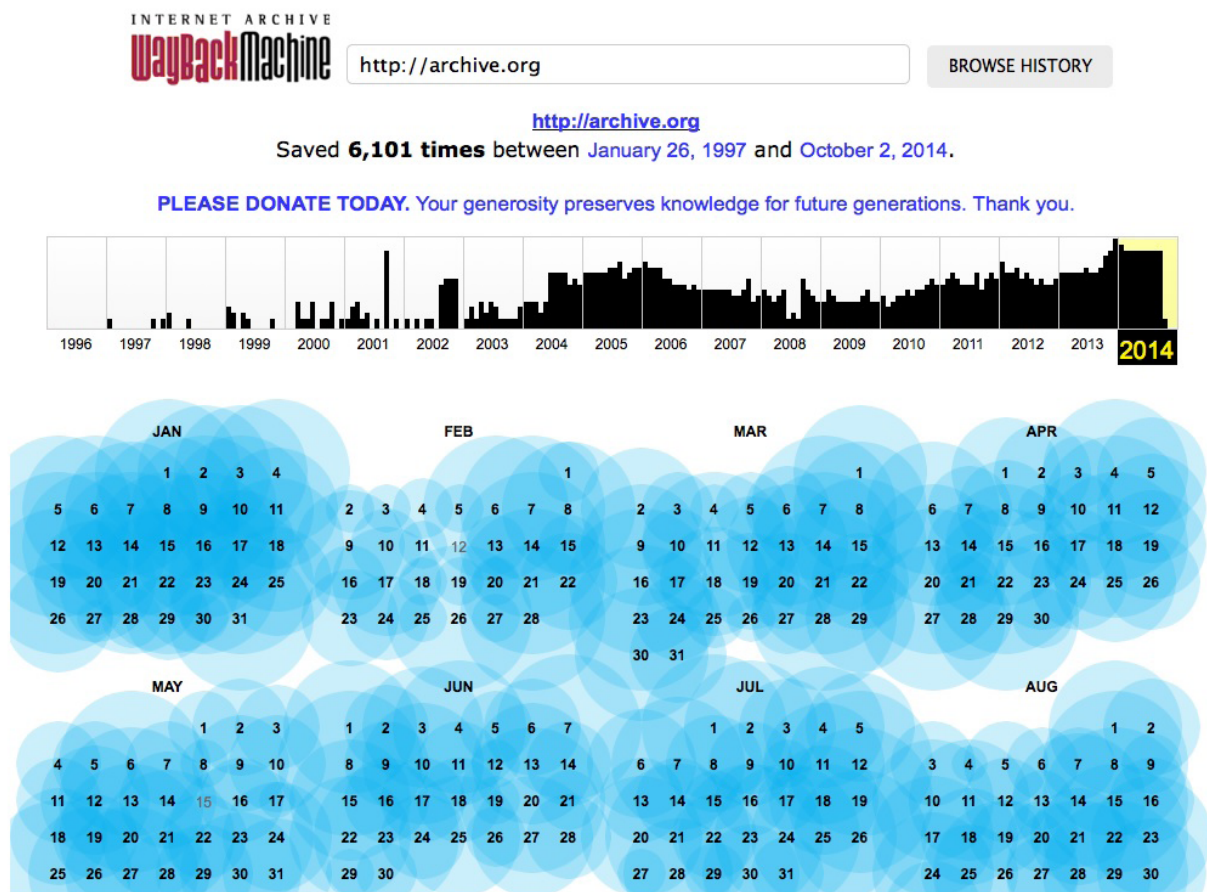 INTERNET ARCHIVE
WayBackMachine
http://archive.org
BROWSE HISTORY
http://archive.org
Saved 6,101 times between January 26, 1997 and October 2, 2014.
PLEASE DONATE TODAY. Your generosity preserves knowledge for future generations. Thank you.
1996 1997 1998 1999 2000 2001 2002 2003 2004 2005 2006 2007 2008 2009 2010 2011 2012 2013 2014
JAN
1 2 3 4
5 6 7 8 9 10 11
12 13 14 15 16 17 18
19 20 21 22 23 24 25
26 27 28 29 30 31
FEB
1
2 3 4 5 6 7 8
9 10 11 12 13 14 15
16 17 18 19 20 21 22
23 24 25 26 27 28
MAR
1
2 3 4 5 6 7 8
9 10 11 12 13 14 15
16 17 18 19 20 21 22
23 24 25 26 27 28 29
30 31
APR
1 2 3 4 5
6 7 8 9 10 11 12
13 14 15 16 17 18 19
20 21 22 23 24 25 26
27 28 29 30
MAY
1 2 3
4 5 6 7 8 9 10
11 12 13 14 15 16 17
18 19 20 21 22 23 24
25 26 27 28 29 30 31
JUN
1 2 3 4 5 6 7
8 9 10 11 12 13 14
15 16 17 18 19 20 21
22 23 24 25 26 27 28
29 30
JUL
1 2 3 4 5
6 7 8 9 10 11 12
13 14 15 16 17 18 19
20 21 22 23 24 25 26
27 28 29 30 31
AUG
1 2
3 4 5 6 7 8 9
10 11 12 13 14 15 16
17 18 19 20 21 22 23
24 25 26 27 28 29 30